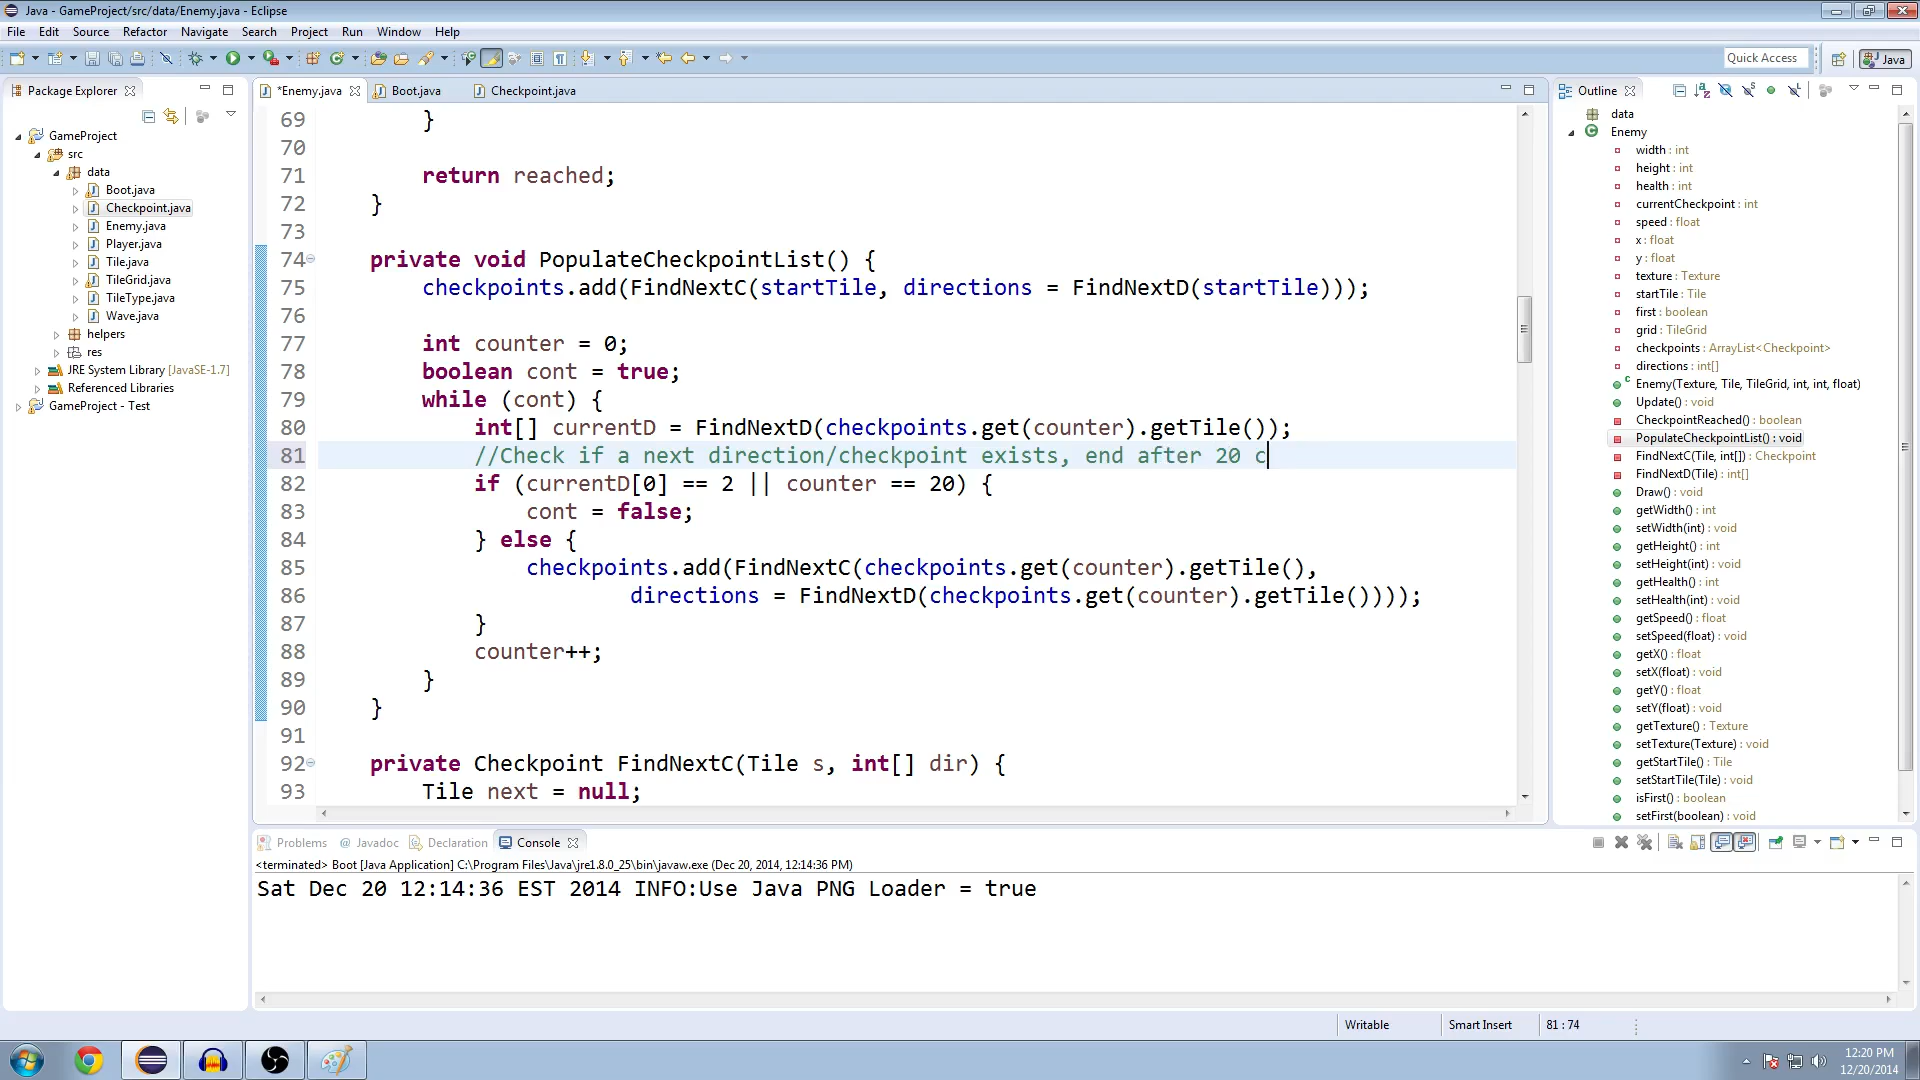 Java - GameProject/src/data/Enemy.java - Eclipse
File Edit Source Refactor Navigate Search Project Run Window Help
Quick Access
Java
Package Explorer
GameProject
src
data
Boot.java
Checkpoint.java
Enemy.java
Player.java
Tile.java
TileGrid.java
TileType.java
Wave.java
helpers
res
JRE System Library [JavaSE-1.7]
Referenced Libraries
GameProject - Test
*Enemy.java Boot.java Checkpoint.java
69 }
70
71 return reached;
72 }
73
74 private void PopulateCheckpointList() {
75 checkpoints.add(FindNextC(startTile, directions = FindNextD(startTile)));
76
77 int counter = 0;
78 boolean cont = true;
79 while (cont) {
80 int[] currentD = FindNextD(checkpoints.get(counter).getTile());
81 //Check if a next direction/checkpoint exists, end after 20 c
82 if (currentD[0] == 2 || counter == 20) {
83 cont = false;
84 } else {
85 checkpoints.add(FindNextC(checkpoints.get(counter).getTile(),
86 directions = FindNextD(checkpoints.get(counter).getTile())));
87 }
88 counter++;
89 }
90 }
91
92 private Checkpoint FindNextC(Tile s, int[] dir) {
93 Tile next = null;
Outline
data
Enemy
width : int
height : int
health : int
currentCheckpoint : int
speed : float
x : float
y : float
texture : Texture
startTile : Tile
first : boolean
grid : TileGrid
checkpoints : ArrayList<Checkpoint>
directions : int[]
Enemy(Texture, Tile, TileGrid, int, int, float)
Update() : void
CheckpointReached() : boolean
PopulateCheckpointList() : void
FindNextC(Tile, int[]) : Checkpoint
FindNextD(Tile) : int[]
Draw() : void
getWidth() : int
setWidth(int) : void
getHeight() : int
setHeight(int) : void
getHealth() : int
setHealth(int) : void
getSpeed() : float
setSpeed(float) : void
getX() : float
setX(float) : void
getY() : float
setY(float) : void
getTexture() : Texture
setTexture(Texture) : void
getStartTile() : Tile
setStartTile(Tile) : void
isFirst() : boolean
setFirst(boolean) : void
Problems @ Javadoc Declaration Console
<terminated> Boot [Java Application] C:\Program Files\Java\jre1.8.0_25\bin\javaw.exe (Dec 20, 2014, 12:14:36 PM)
Sat Dec 20 12:14:36 EST 2014 INFO:Use Java PNG Loader = true
Writable Smart Insert 81 : 74
12:20 PM
12/20/2014